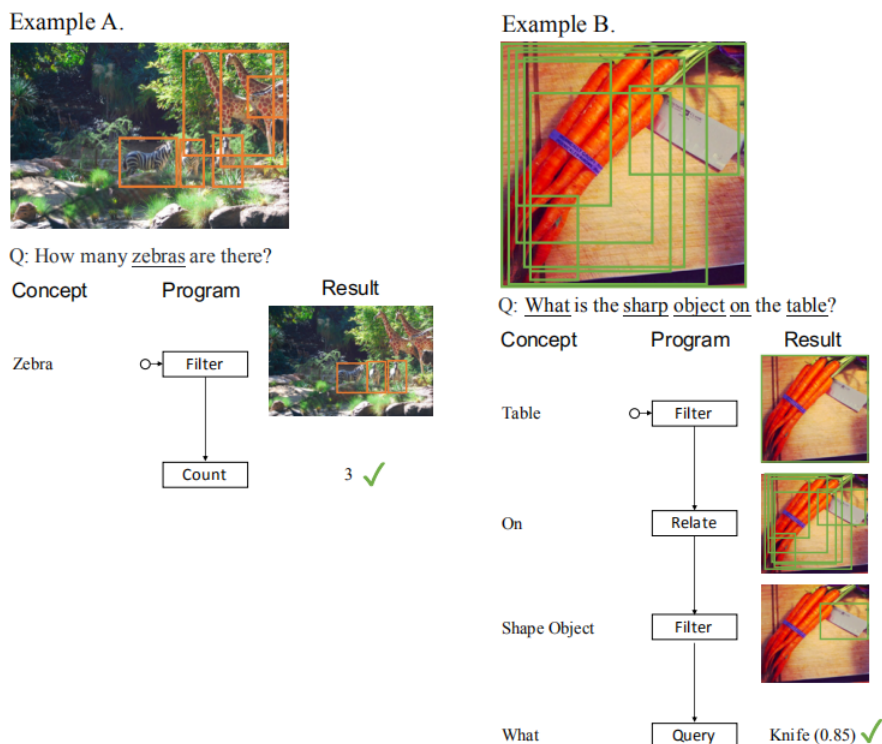 Example A.
Q: How many zebras are there?
Concept Program Result
Zebra Filter
Count 3
Example B.
Q: What is the sharp object on the table?
Concept Program Result
Table Filter
On Relate
Shape Object Filter
What Query Knife (0.85)